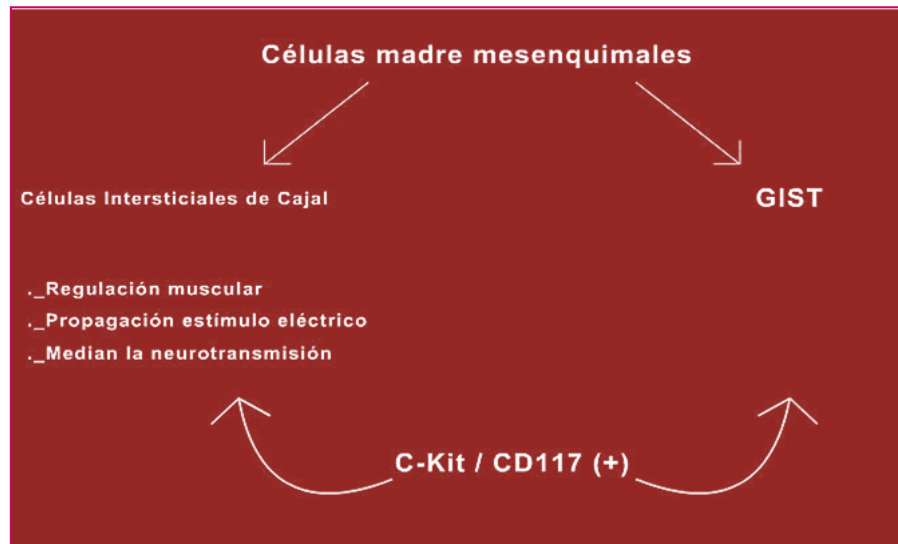 Células madre mesenquimales
Células Intersticiales de Cajal
GIST
._Regulación muscular
._Propagación estímulo eléctrico
._Median la neurotransmisión
C-Kit / CD117 (+)